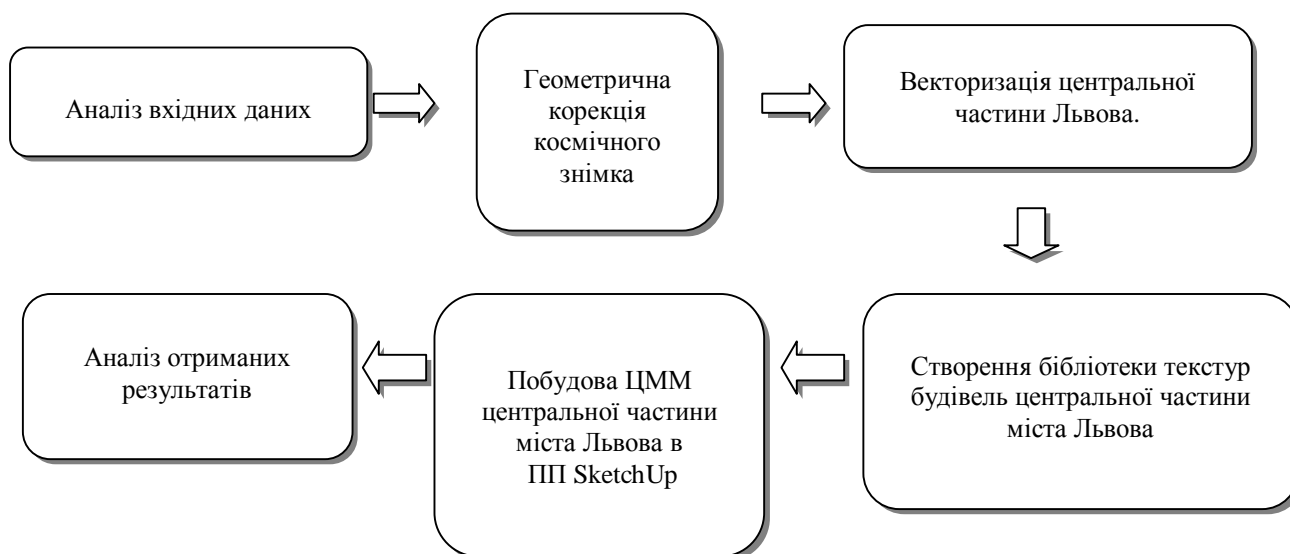 Аналіз вхідних даних
Геометрична
корекція
космічного
знімка
Векторизація центральної
частини Львова.
Створення бібліотеки текстур
будівель центральної частини
міста Львова
Побудова ЦММ
центральної частини
міста Львова в
ПП SketchUp
Аналіз отриманих
результатів